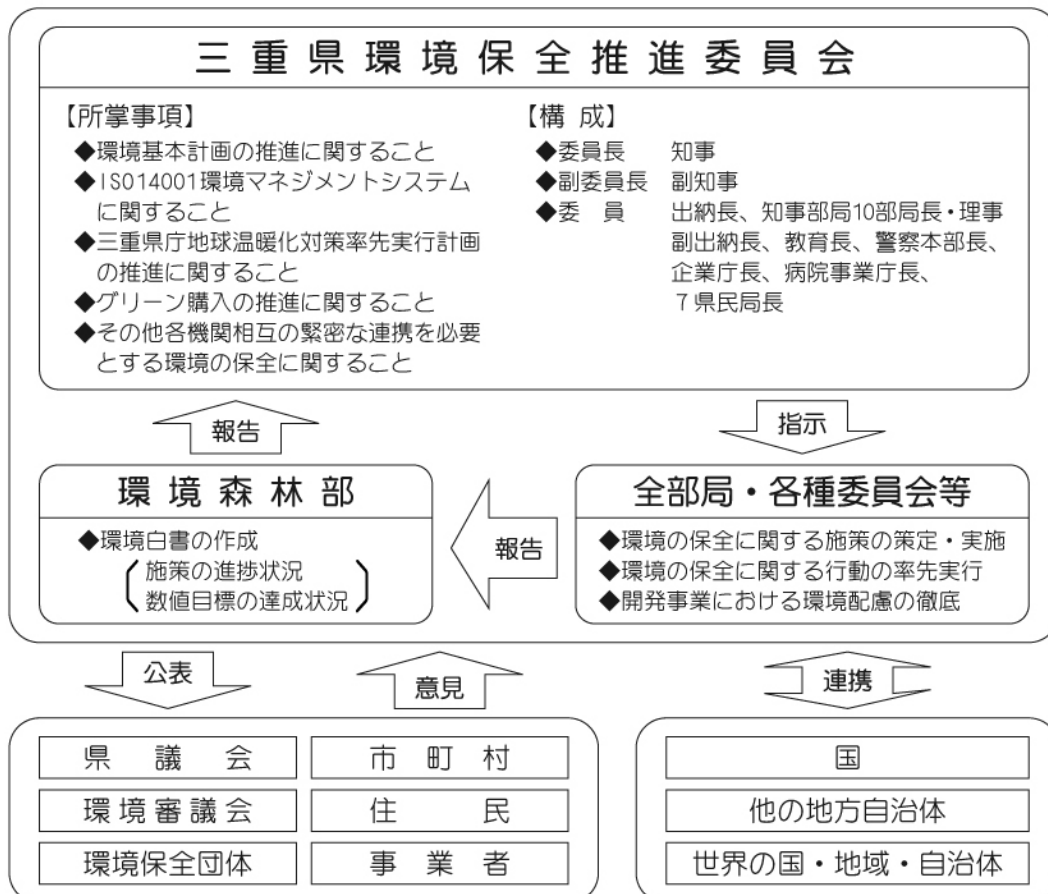 三重県環境保全推進委員会
【所掌事項】
◆環境基本計画の推進に関すること
◆ISO14001環境マネジメントシステム
に関すること
◆三重県庁地球温暖化対策率先実行計画
の推進に関すること
◆グリーン購入の推進に関すること
◆その他各機関相互の緊密な連携を必要
とする環境の保全に関すること
【構 成】
◆委員長 知事
◆副委員長 副知事
◆委 員 出納長、知事部局10部局長・理事
副出納長、教育長、警察本部長、
企業庁長、病院事業庁長、
7県民局長
報告
指示
環境森林部
◆環境白書の作成
(施策の進捗状況
数値目標の達成状況)
報告
全部局・各種委員会等
◆環境の保全に関する施策の策定・実施
◆環境の保全に関する行動の率先実行
◆開発事業における環境配慮の徹底
公表
意見
連携
県議会
市町村
環境審議会
住民
環境保全団体
事業者
国
他の地方自治体
世界の国・地域・自治体